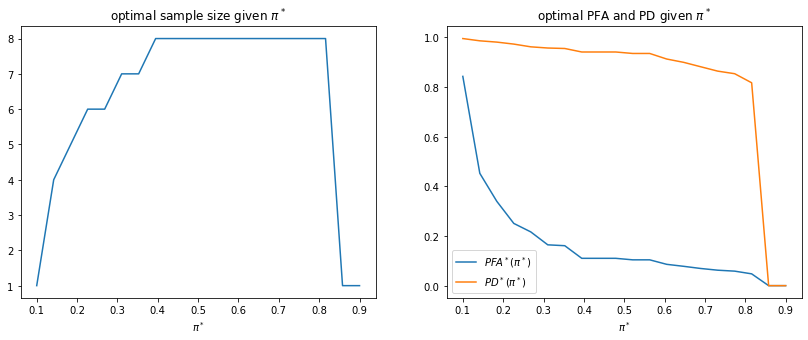 optimal sample size given π*
8
7
6
5
4
3
2
1
0.1 0.2 0.3 0.4 0.5 0.6 0.7 0.8 0.9
π*
optimal PFA and PD given π*
1.0
0.8
0.6
0.4
0.2
0.0
PFA*(π*)
PD*(π*)
0.1 0.2 0.3 0.4 0.5 0.6 0.7 0.8 0.9
π*